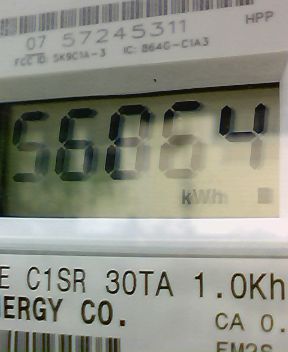 07 57245311 HPP
FCC ID: SK9C1A-3 IC: 864G-C1A3
56064
kWh
E C1SR 30TA 1.0Kh
ERGY CO.
CA 0.